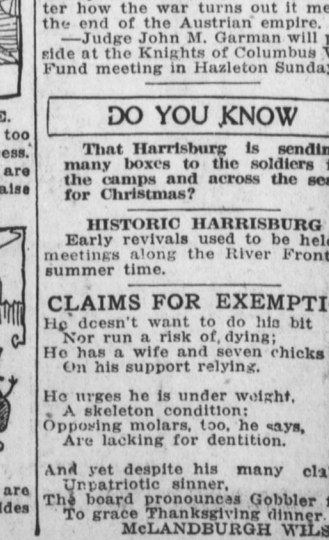 ter how the war turns out it me
the end of the Austrian empire.
—Judge John M. Garman will p
side at the Knights of Columbus
Fund meeting in Hazleton Sunda
E.
too
ess.
are
aise
DO YOU KNOW
That Harrisburg is sendin
many boxes to the soldiers
the camps and across the sea
for Christmas?
HISTORIC HARRISBURG
Early revivals used to be held
meetings along the River Front
summer time.
CLAIMS FOR EXEMPTI
He doesn't want to do his bit
Nor run a risk of dying;
He has a wife and seven chicks
On his support relying.
He urges he is under weight,
A skeleton condition;
Opposing molars, too, he says,
Are lacking for dentition.
And yet despite his many cla
Unpatriotic sinner,
The board pronounces Gobbler
To grace Thanksgiving dinner.
McLANDBURGH WILS
are
ides